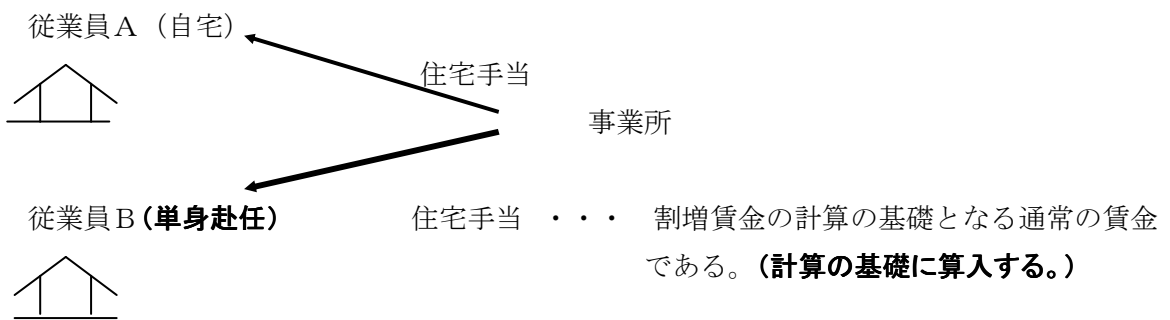 従業員A（自宅）
住宅手当
事業所
従業員B（単身赴任） 住宅手当 ・・・ 割増賃金の計算の基礎となる通常の賃金
である。（計算の基礎に算入する。）